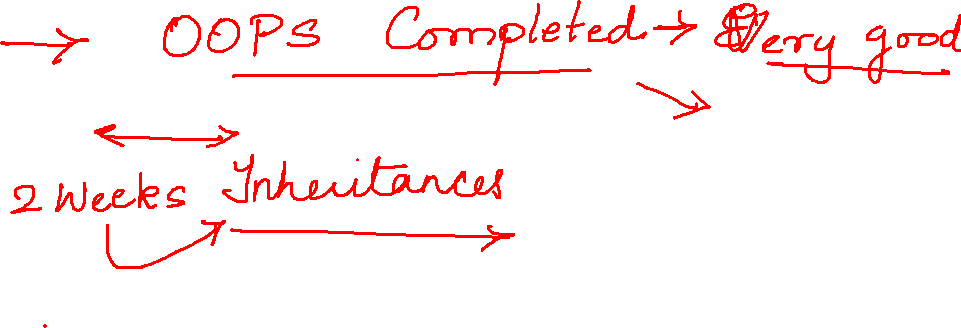 → OOPS Completed. → Very good
2 Weeks Inheritances